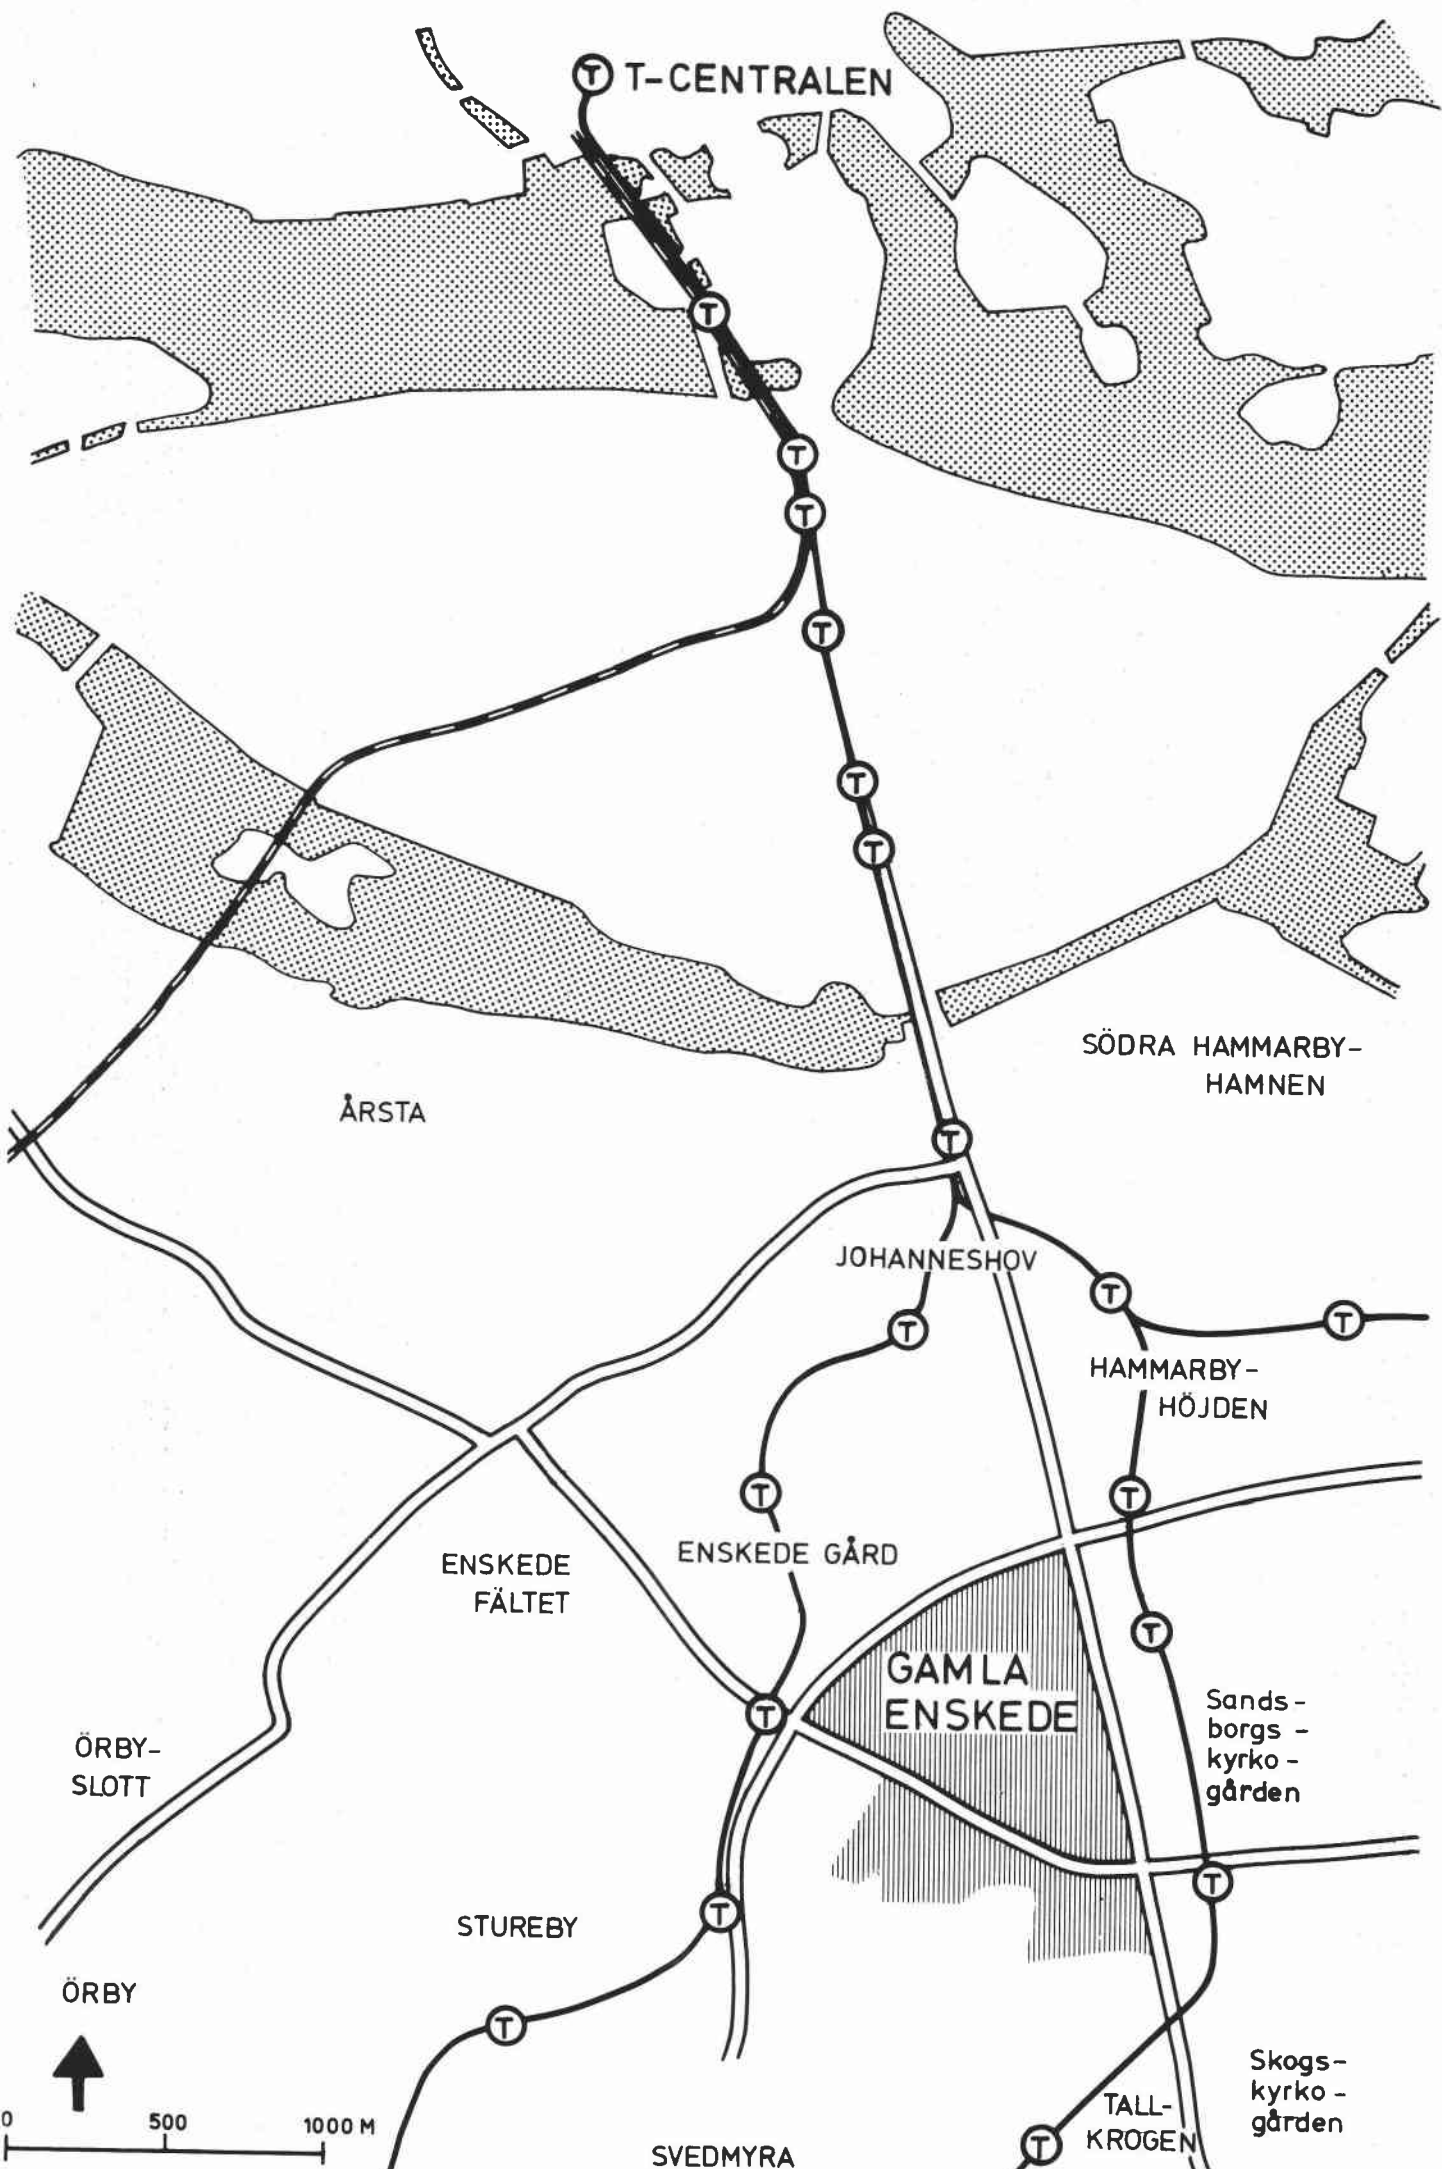 T T-CENTRALEN
T
T
T
T
T
T
SÖDRA HAMMARBY-
HAMNEN
ÅRSTA
T
JOHANNESHOV
T
T
T
HAMMARBY-
HÖJDEN
T
T
ENSKEDE GÅRD
ENSKEDE
FÄLTET
T
GAMLA
ENSKEDE
T
Sands-
borgs-
kyrko-
gården
ÖRBY-
SLOTT
T
T
STUREBY
ÖRBY
T
Skogs-
kyrko-
gården
TALL-
KROGEN
T
0 500 1000 M
SVEDMYRA